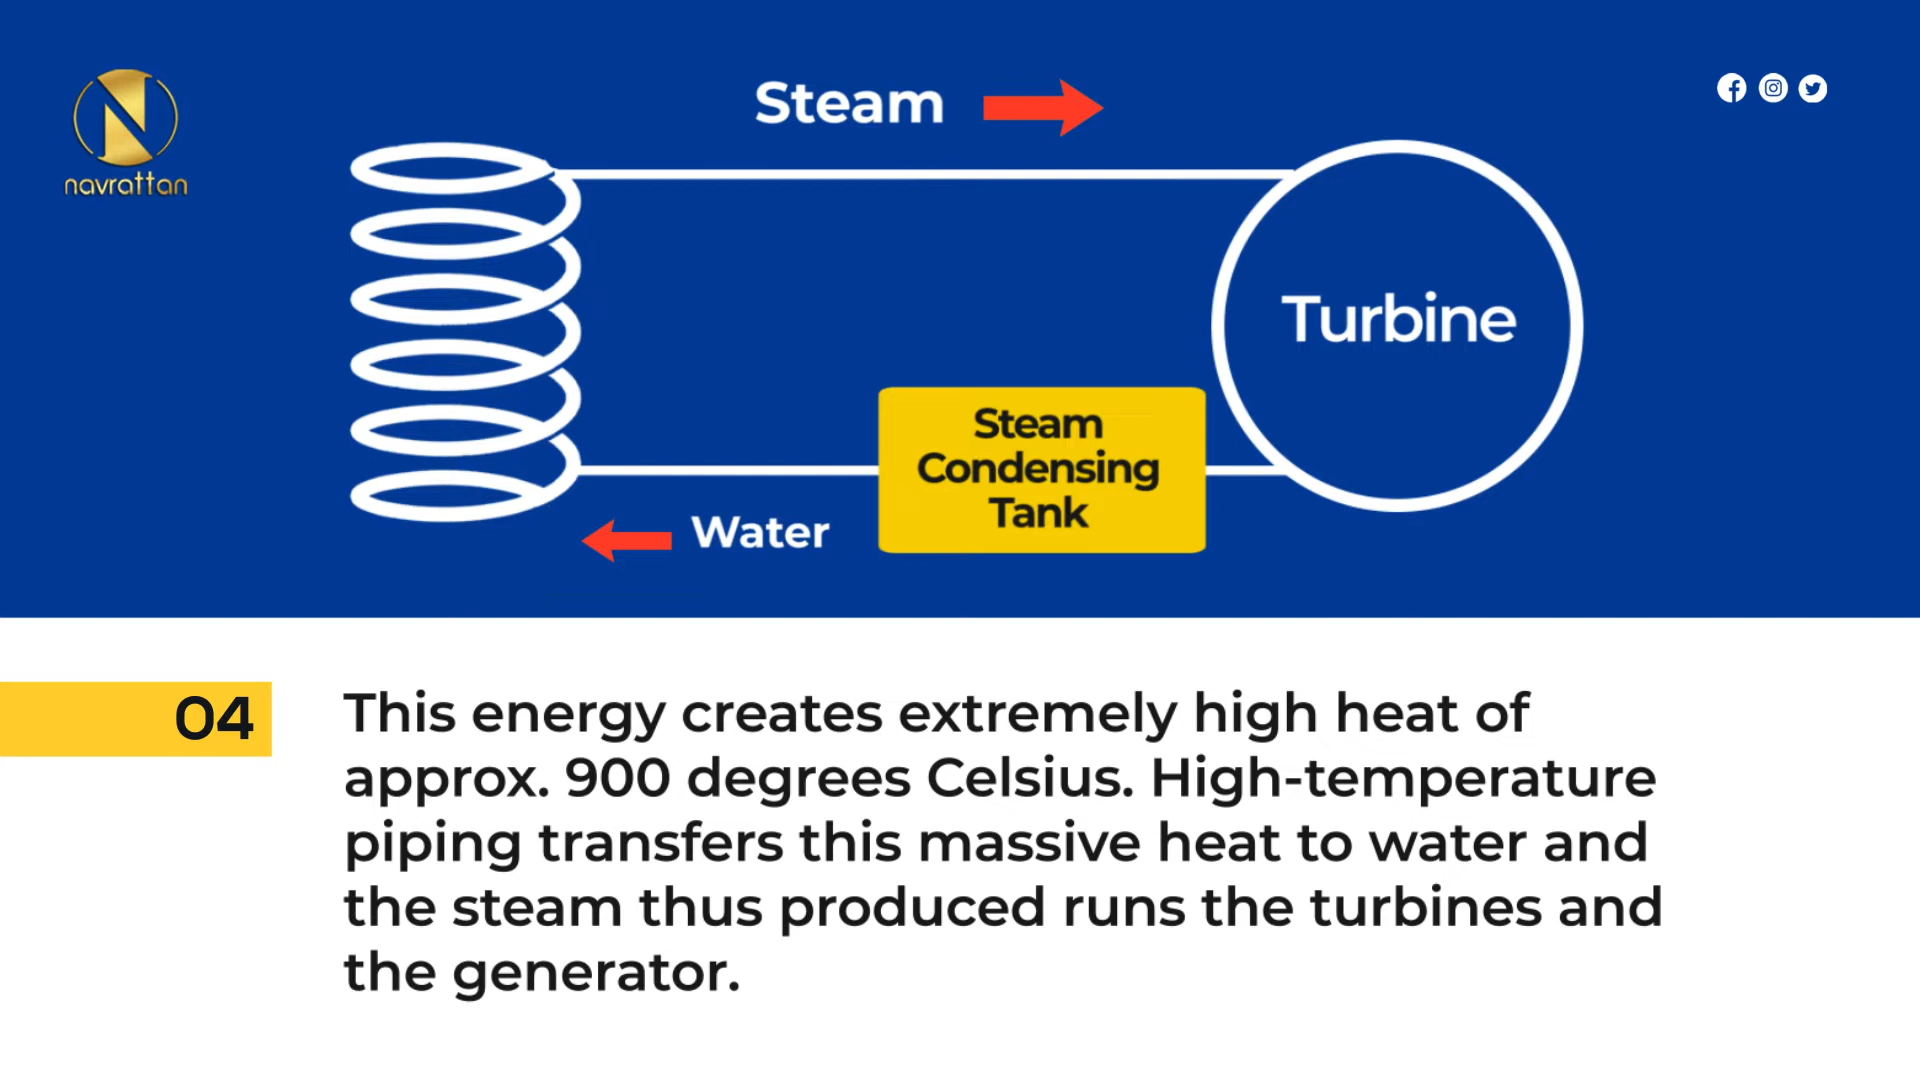 navrattan
Steam
Turbine
Steam
Condensing
Tank
Water
04
This energy creates extremely high heat of
approx. 900 degrees Celsius. High-temperature
piping transfers this massive heat to water and
the steam thus produced runs the turbines and
the generator.